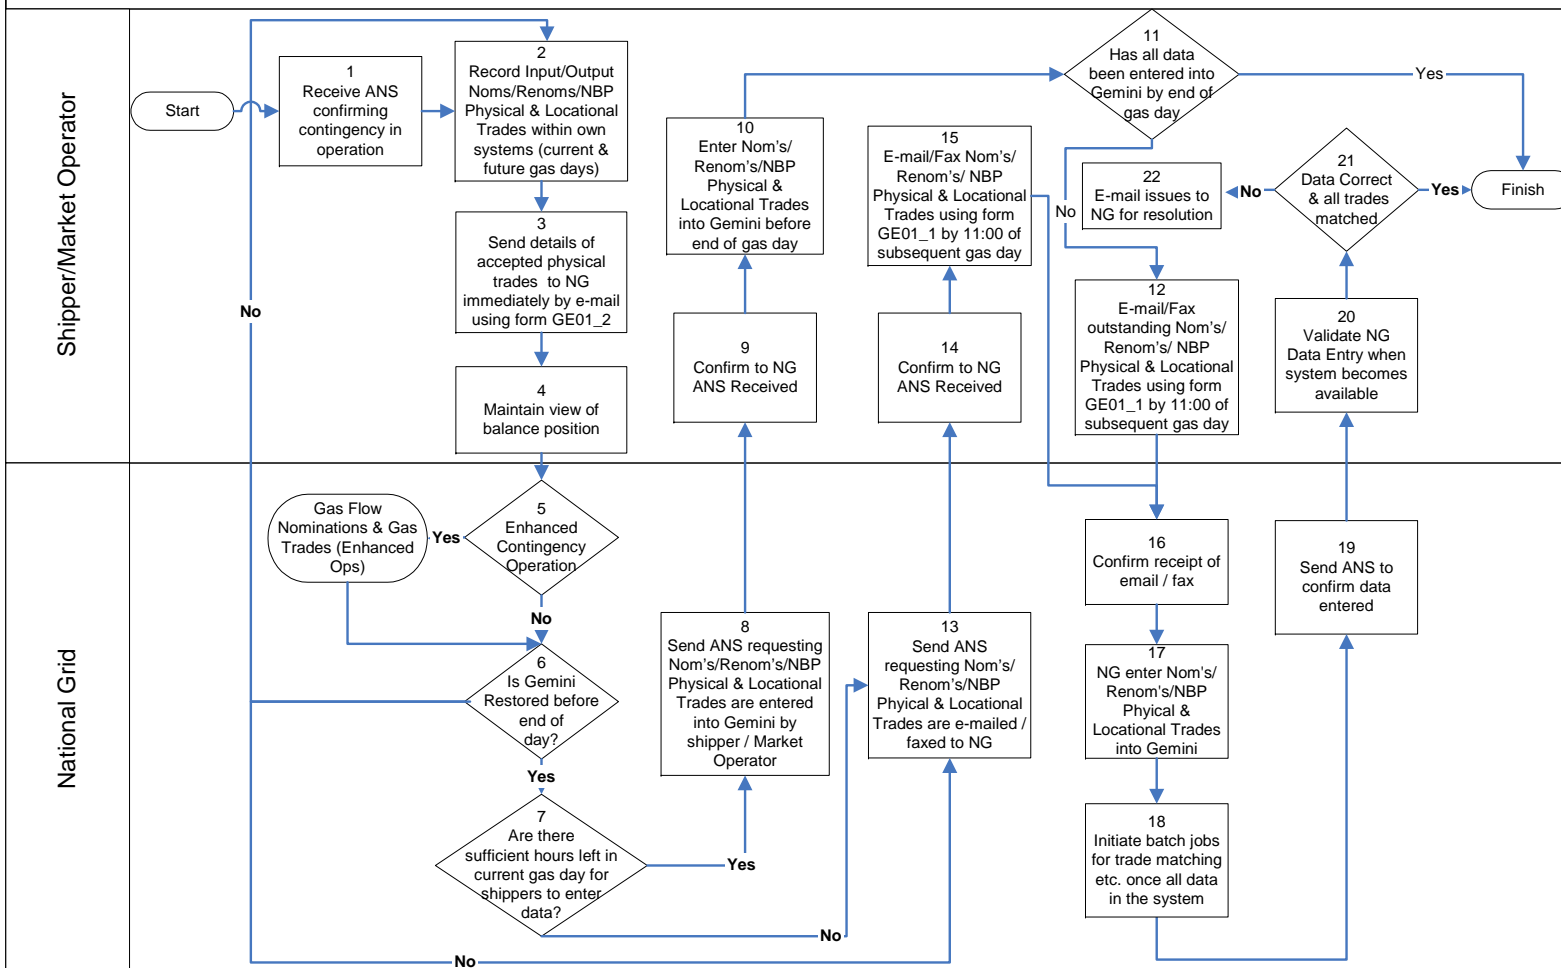 Shipper/Market Operator
National Grid
Start
1
Receive ANS
confirming
contingency in
operation
2
Record Input/Output
Noms/Renoms/NBP
Physical & Locational
Trades within own
systems (current &
future gas days)
3
Send details of
accepted physical
trades to NG
immediately by e-mail
using form GE01_2
4
Maintain view of
balance position
No
5
Enhanced
Contingency
Operation
Yes
Gas Flow
Nominations & Gas
Trades (Enhanced
Ops)
No
6
Is Gemini
Restored before
end of
day?
Yes
7
Are there
sufficient hours left in
current gas day for
shippers to enter
data?
Yes
No
No
8
Send ANS requesting
Nom's/Renom's/NBP
Physical & Locational
Trades are entered
into Gemini by
shipper / Market
Operator
9
Confirm to NG
ANS Received
10
Enter Nom's/
Renom's/NBP
Physical &
Locational Trades
into Gemini before
end of gas day
11
Has all data
been entered into
Gemini by end of
gas day
Yes
No
12
E-mail/Fax
outstanding Nom's/
Renom's/ NBP
Physical & Locational
Trades using form
GE01_1 by 11:00 of
subsequent gas day
13
Send ANS
requesting Nom's/
Renom's/NBP
Phyical & Locational
Trades are e-mailed /
faxed to NG
14
Confirm to NG
ANS Received
15
E-mail/Fax Nom's/
Renom's/ NBP
Physical & Locational
Trades using form
GE01_1 by 11:00 of
subsequent gas day
16
Confirm receipt of
email / fax
17
NG enter Nom's/
Renom's/NBP
Phyical &
Locational Trades
into Gemini
18
Initiate batch jobs
for trade matching
etc. once all data
in the system
19
Send ANS to
confirm data
entered
20
Validate NG
Data Entry when
system becomes
available
21
Data Correct
& all trades
matched
No
Yes
22
E-mail issues to
NG for resolution
Finish